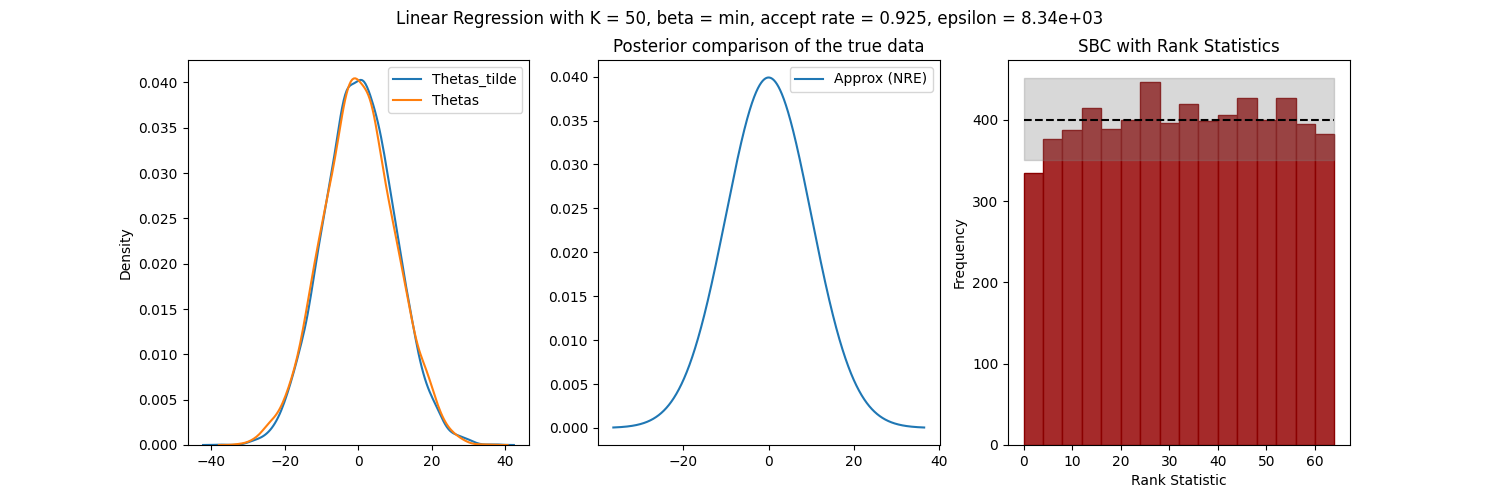 Linear Regression with K = 50, beta = min, accept rate = 0.925, epsilon = 8.34e+03
Density
0.040
0.035
0.030
0.025
0.020
0.015
0.010
0.005
0.000
−40 −20 0 20 40
Thetas_tilde
Thetas
Posterior comparison of the true data
0.040
0.035
0.030
0.025
0.020
0.015
0.010
0.005
0.000
−20 0 20 40
Approx (NRE)
SBC with Rank Statistics
Frequency
400
300
200
100
0
0 10 20 30 40 50 60
Rank Statistic